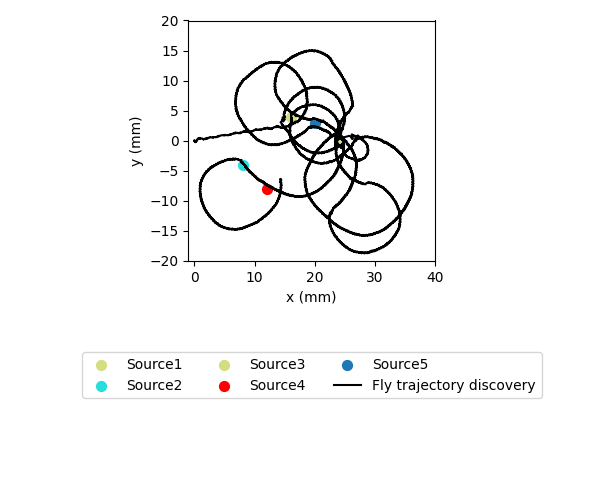 20
15
10
5
0
−5
−10
−15
−20
y (mm)
0 10 20 30 40
x (mm)
Source1 Source3 Source5
Source2 Source4 Fly trajectory discovery